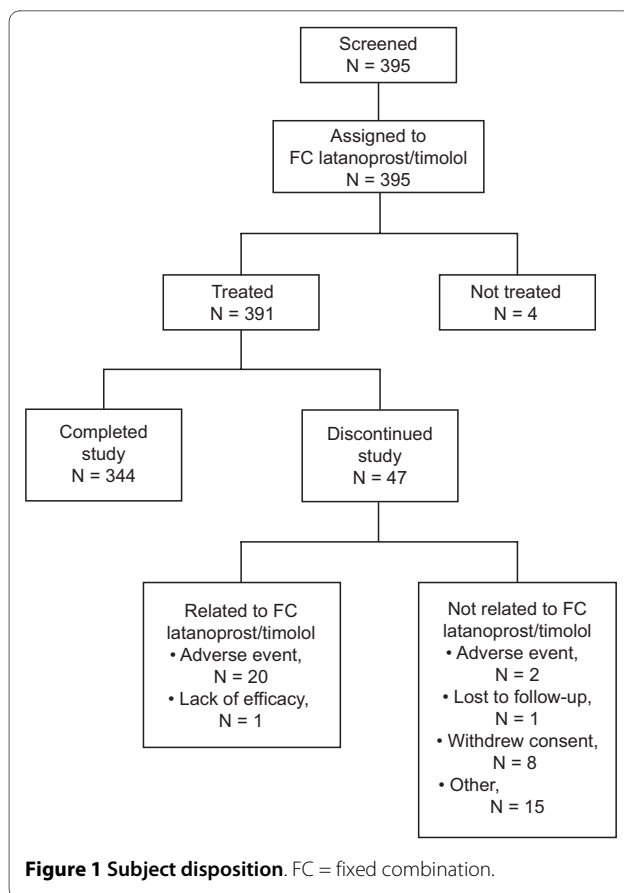 Screened
N = 395
Assigned to
FC latanoprost/timolol
N = 395
Treated
N = 391
Not treated
N = 4
Completed
study
N = 344
Discontinued
study
N = 47
Related to FC
latanoprost/timolol
• Adverse event,
N = 20
• Lack of efficacy,
N = 1
Not related to FC
latanoprost/timolol
• Adverse event,
N = 2
• Lost to follow-up,
N = 1
• Withdrew consent,
N = 8
• Other,
N = 15
Figure 1 Subject disposition. FC = fixed combination.